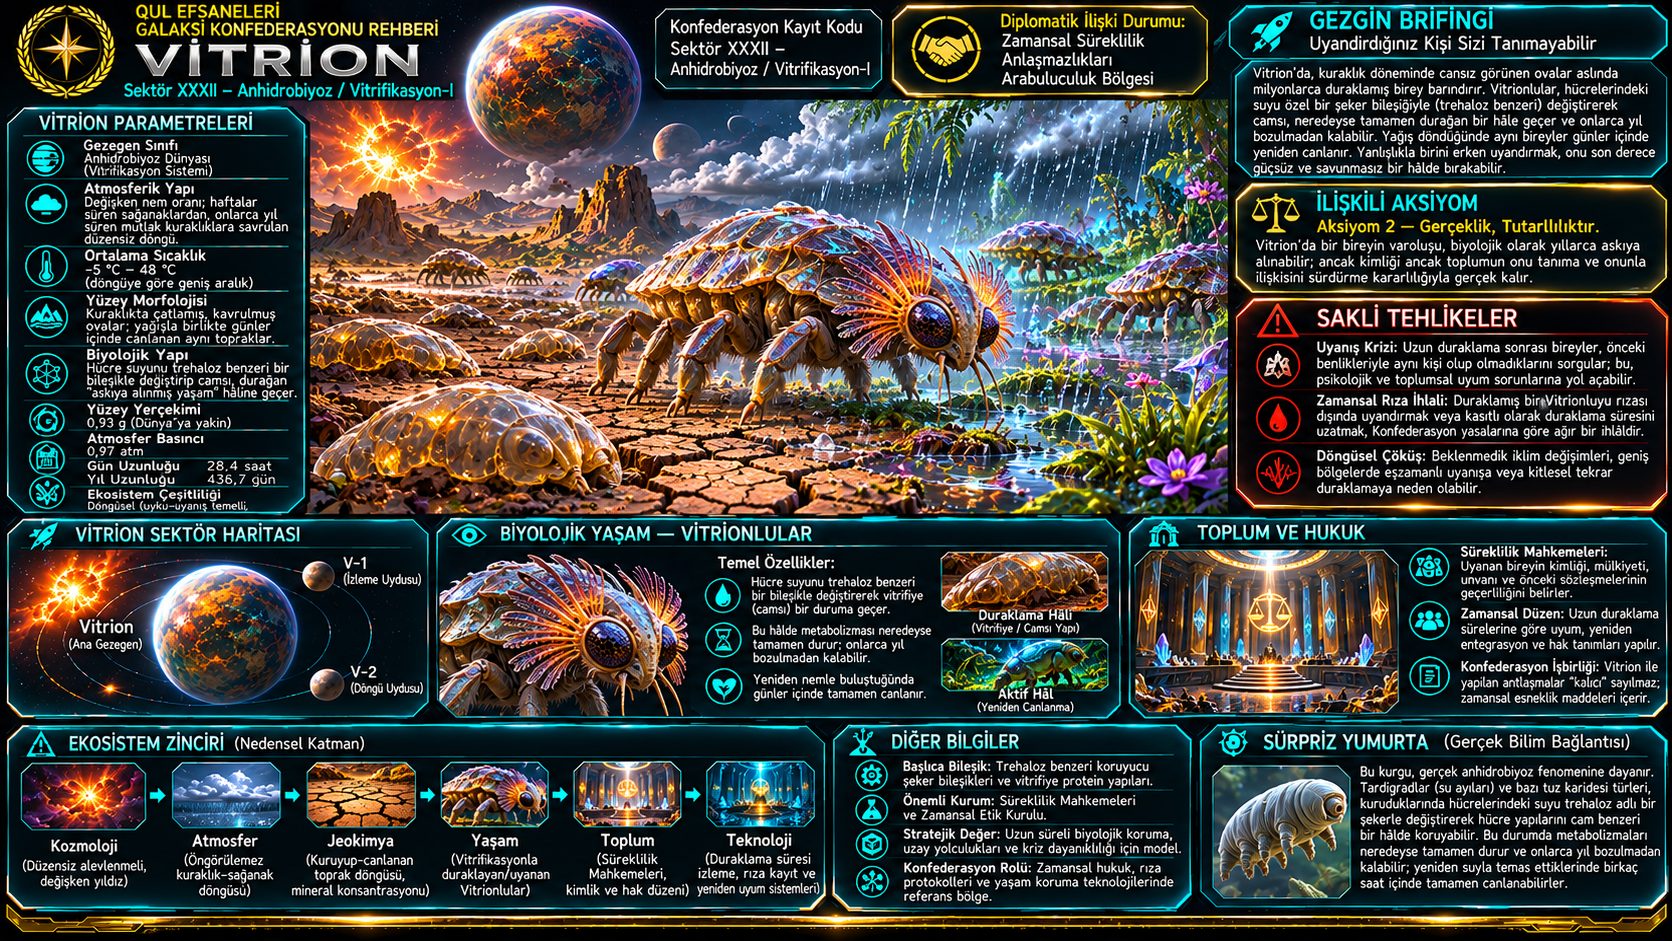 QUL EFSANELERİ
GALAKSİ KONFEDERASYONU REHBERİ
VİTRİON
Sektör XXXII – Anhidrobiyoz / Vitrifikasyon-I
Konfederasyon Kayıt Kodu
Sektör XXXII –
Anhidrobiyoz / Vitrifikasyon-I
Diplomatik İlişki Durumu:
Zamansal Süreklilik
Anlaşmazlıkları
Arabuluculuk Bölgesi
GEZGİN BRİFİNGİ
Uyandirdığınız Kişi Sizi Tanımayabilir
Vitrion'da, kuraklık döneminde cansız görünen ovalar aslında
milyonlarca duraklamış birey barındırır. Vitrionlular, hücrelerindeki
suyu özel bir şeker bileşiğiyle (trehaloz benzeri) değiştirerek
camsı, neredeyse tamamen durağan bir hâle geçer ve onlarca yıl
bozulmadan kalabilir. Yağış döndüğünde aynı bireyler günler içinde
yeniden canlanır. Yanlışlıkla birini erken uyandırmak, onu son derece
güçsüz ve savunmasız bir hâlde bırakabilir.
VİTRİON PARAMETRELERİ
Gezegen Sınıfı
Anhidrobiyoz Dünyası
(Vitrifikasyon Sistemi)
Atmosferik Yapı
Değişken nem oranı; haftalar
süren sağanaklardan, onlarca yıl
süren mutlak kuraklıklara savrulan
düzensiz döngü.
Ortalama Sıcaklık
–5 °C – 48 °C
(döngüye göre geniş aralık)
Yüzey Morfolojisi
Kuraklıkta çatlamış, kavrulmuş
ovalar; yağışla birlikte günler
içinde canlanan aynı topraklar.
Biyolojik Yapı
Hücre suyunu trehaloz benzeri bir
bileşikle değiştirip camsı, durağan
"askıya alınmış yaşam" hâline geçer.
Yüzey Yerçekimi
0,93 g (Dünya'ya yakin)
Atmosfer Basıncı
0,97 atm
Gün Uzunluğu 28,4 saat
Yıl Uzunluğu 436,7 gün
Ekosistem Çeşitliliği
Döngüsel (uyku–uyanış temelli,
İLİŞKİLİ AKSİYOM
Aksiyom 2 — Gerçeklik, Tutarllılıktır.
Vitrion'da bir bireyin varoluşu, biyolojik olarak yıllarca askıya
alınabilir; ancak kimliği ancak toplumun onu tanıma ve onunla
ilişkisini sürdürme kararlılığıyla gerçek kalır.
SAKLİ TEHLİKELER
Uyanış Krizi: Uzun duraklama sonrası bireyler, önceki
benlikleriyle aynı kişi olup olmadıklarını sorgular; bu,
psikolojik ve toplumsal uyum sorunlarına yol açabilir.
Zamansal Rıza İhlali: Duraklamış bir Vitrionluyu rızası
dışında uyandırmak veya kasıtlı olarak duraklama süresini
uzatmak, Konfederasyon yasalarına göre ağır bir ihlâldir.
Döngüsel Çöküş: Beklenmedik iklim değişimleri, geniş
bölgelerde eşzamanlı uyanışa veya kitlesel tekrar
duraklamaya neden olabilir.
VİTRİON SEKTÖR HARİTASI
V-1
(İzleme Uydusu)
Vitrion
(Ana Gezegen)
V-2
(Döngü Uydusu)
BİYOLOJİK YAŞAM — VİTRİONLULAR
Temel Özellikler:
Hücre suyunu trehaloz benzeri
bir bileşikle değiştirerek vitrifiye
(camsı) bir duruma geçer.
Bu hâlde metabolizması neredeyse
tamamen durur; onlarca yıl
bozulmadan kalabilir.
Yeniden nemle buluştuğunda
günler içinde tamamen canlanır.
Duraklama Hâli
(Vitrifiye / Camsı Yapı)
Aktif Hâl
(Yeniden Canlanma)
TOPLUM VE HUKUK
Süreklilik Mahkemeleri:
Uyanan bireyin kimliği, mülkiyeti,
unvanı ve önceki sözleşmelerinin
geçerliliğini belirler.
Zamansal Düzen: Uzun duraklama
sürelerine göre uyum, yeniden
entegrasyon ve hak tanımları yapılır.
Konfederasyon İşbirliği: Vitrion ile
yapılan antlaşmalar "kalıcı" sayılmaz;
zamansal esneklik maddeleri içerir.
EKOSİSTEM ZİNCİRİ (Nedensel Katman)
Kozmoloji
(Düzensiz alevlenmeli,
değişken yıldız)
Atmosfer
(Öngörülemez
kuraklık–sağanak
döngüsü)
Jeokimya
(Kuruyup-canlanan
toprak döngüsü,
mineral konsantrasyonu)
Yaşam
(Vitrifikasyonla
duraklayan/uyanan
Vitrionlular)
Toplum
(Süreklilik
Mahkemeleri,
kimlik ve hak düzeni)
Teknoloji
(Duraklama süresi
izleme, rıza kayıt ve
yeniden uyum sistemleri)
DİĞER BİLGİLER
Başlıca Bileşik: Trehaloz benzeri koruyucu
şeker bileşikleri ve vitrifiye protein yapıları.
Önemli Kurum: Süreklilik Mahkemeleri
ve Zamansal Etik Kurulu.
Stratejik Değer: Uzun süreli biyolojik koruma,
uzay yolculukları ve kriz dayanıklılığı için model.
Konfederasyon Rolü: Zamansal hukuk, rıza
protokolleri ve yaşam koruma teknolojilerinde
referans bölge.
SÜRPRİZ YUMURTA (Gerçek Bilim Bağlantısı)
Bu kurgu, gerçek anhidrobiyoz fenomenine dayanır.
Tardigradlar (su ayıları) ve bazı tuz karidesi türleri,
kuruduklarında hücrelerindeki suyu trehaloz adlı bir
şekerle değiştirerek hücre yapılarını cam benzeri
bir hâlde koruyabilir. Bu durumda metabolizmaları
neredeyse tamamen durur ve onlarca yıl bozulmadan
kalabilir; yeniden suyla temas ettiklerinde birkaç
saat içinde tamamen canlanabilirler.